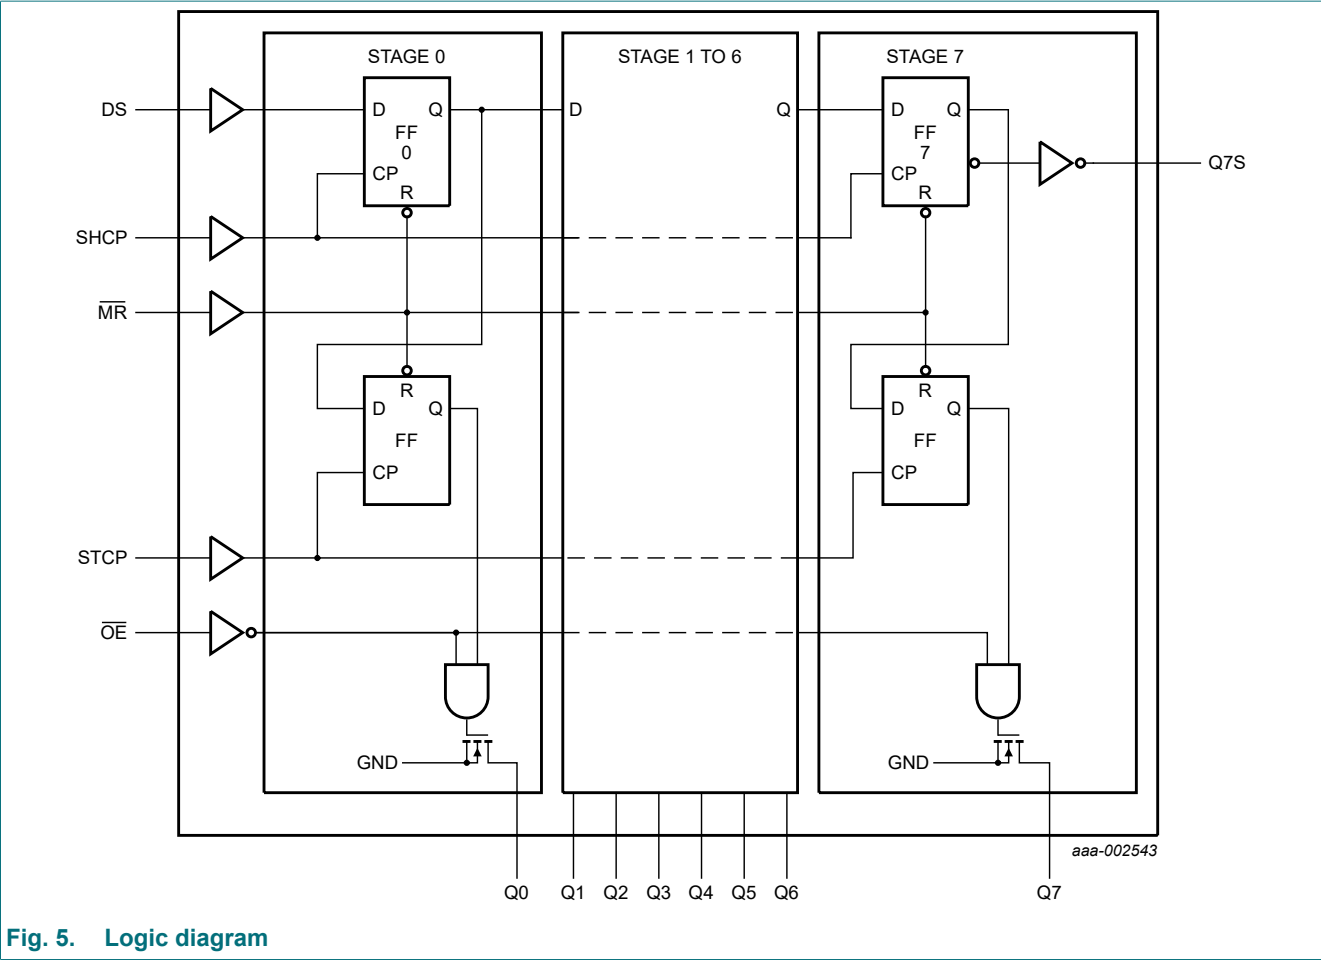 STAGE 0
STAGE 1 TO 6
STAGE 7
DS
D
Q
D
Q
D
Q
FF
0
FF
7
Q7S
CP
CP
R
R
SHCP
M̅R̅
R
R
D
Q
D
Q
FF
FF
CP
CP
STCP
O̅E̅
GND
GND
aaa-002543
Q0
Q1
Q2
Q3
Q4
Q5
Q6
Q7
Fig. 5. Logic diagram